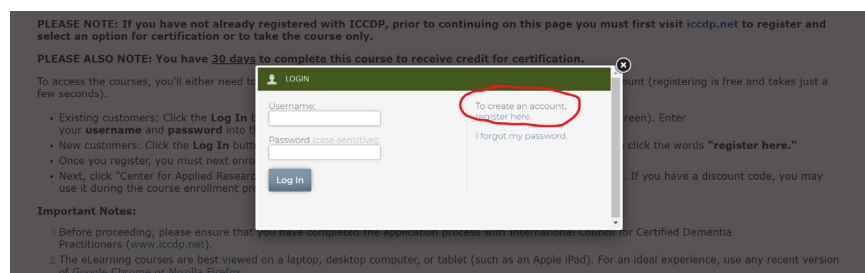 PLEASE NOTE: If you have not already registered with ICCDP, prior to continuing on this page you must first visit iccdp.net to register and
select an option for certification or to take the course only.
PLEASE ALSO NOTE: You have 30 days to complete this course to receive credit for certification.
To access the courses, you'll either need to
unt (registering is free and takes just a
few seconds).
LOGIN
Username:
Password (case-sensitive):
Log In
To create an account,
register here.
I forgot my password.
• Existing customers: Click the Log In
reen). Enter
your username and password into
• New customers: Click the Log In
click the words "register here."
• Once you register, you must next
• Next, click "Center for Applied
. If you have a discount code, you may
use it during the course enrollment
Important Notes:
1. Before proceeding, please ensure that you have completed the application process with International Council for Certified Dementia
Practitioners (www.iccdp.net).
2. The eLearning courses are best viewed on a laptop, desktop computer, or tablet (such as an Apple iPad). For an ideal experience, use any recent version
of Google Chrome or Mozilla Firefox.